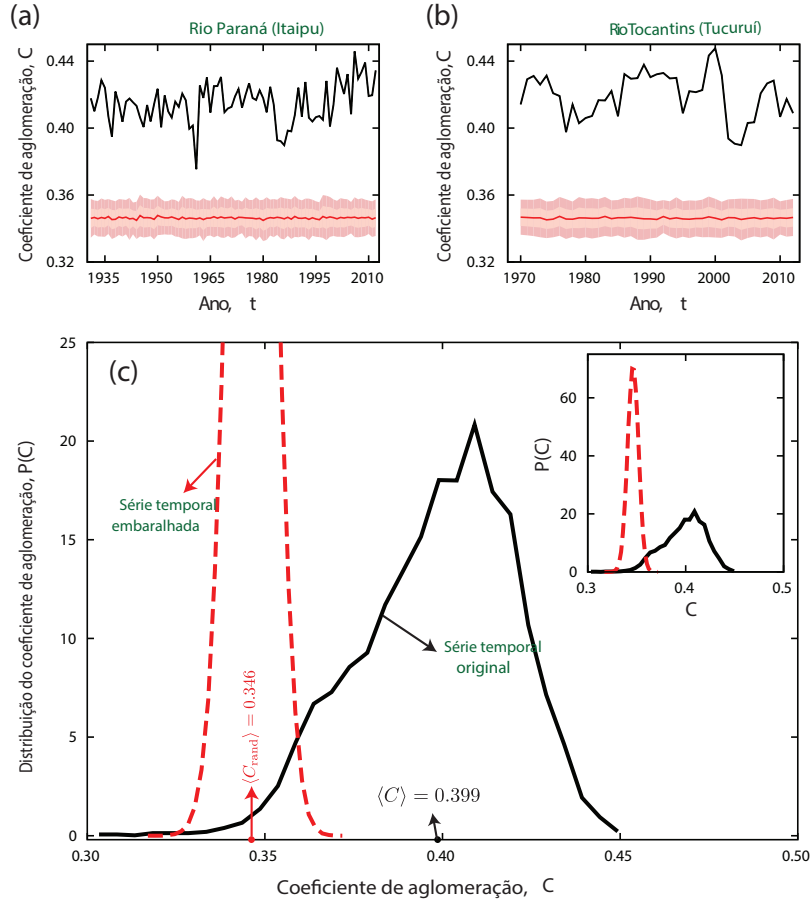 (a)
Rio Paraná (Itaipu)
Coeficiente de aglomeração, C
0.44
0.40
0.36
0.32
1935 1950 1965 1980 1995 2010
Ano, t
(b)
RioTocantins (Tucuruí)
Coeficiente de aglomeração, C
0.44
0.40
0.36
0.32
1970 1980 1990 2000 2010
Ano, t
(c)
Distribuição do coeficiente de aglomeração, P(C)
25
20
15
10
5
0
0.30 0.35 0.40 0.45 0.50
Coeficiente de aglomeração, C
Série temporal
embaralhada
⟨C_rand⟩ = 0.346
⟨C⟩ = 0.399
Série temporal
original
P(C)
60
40
20
0
0.3 0.4 0.5
C